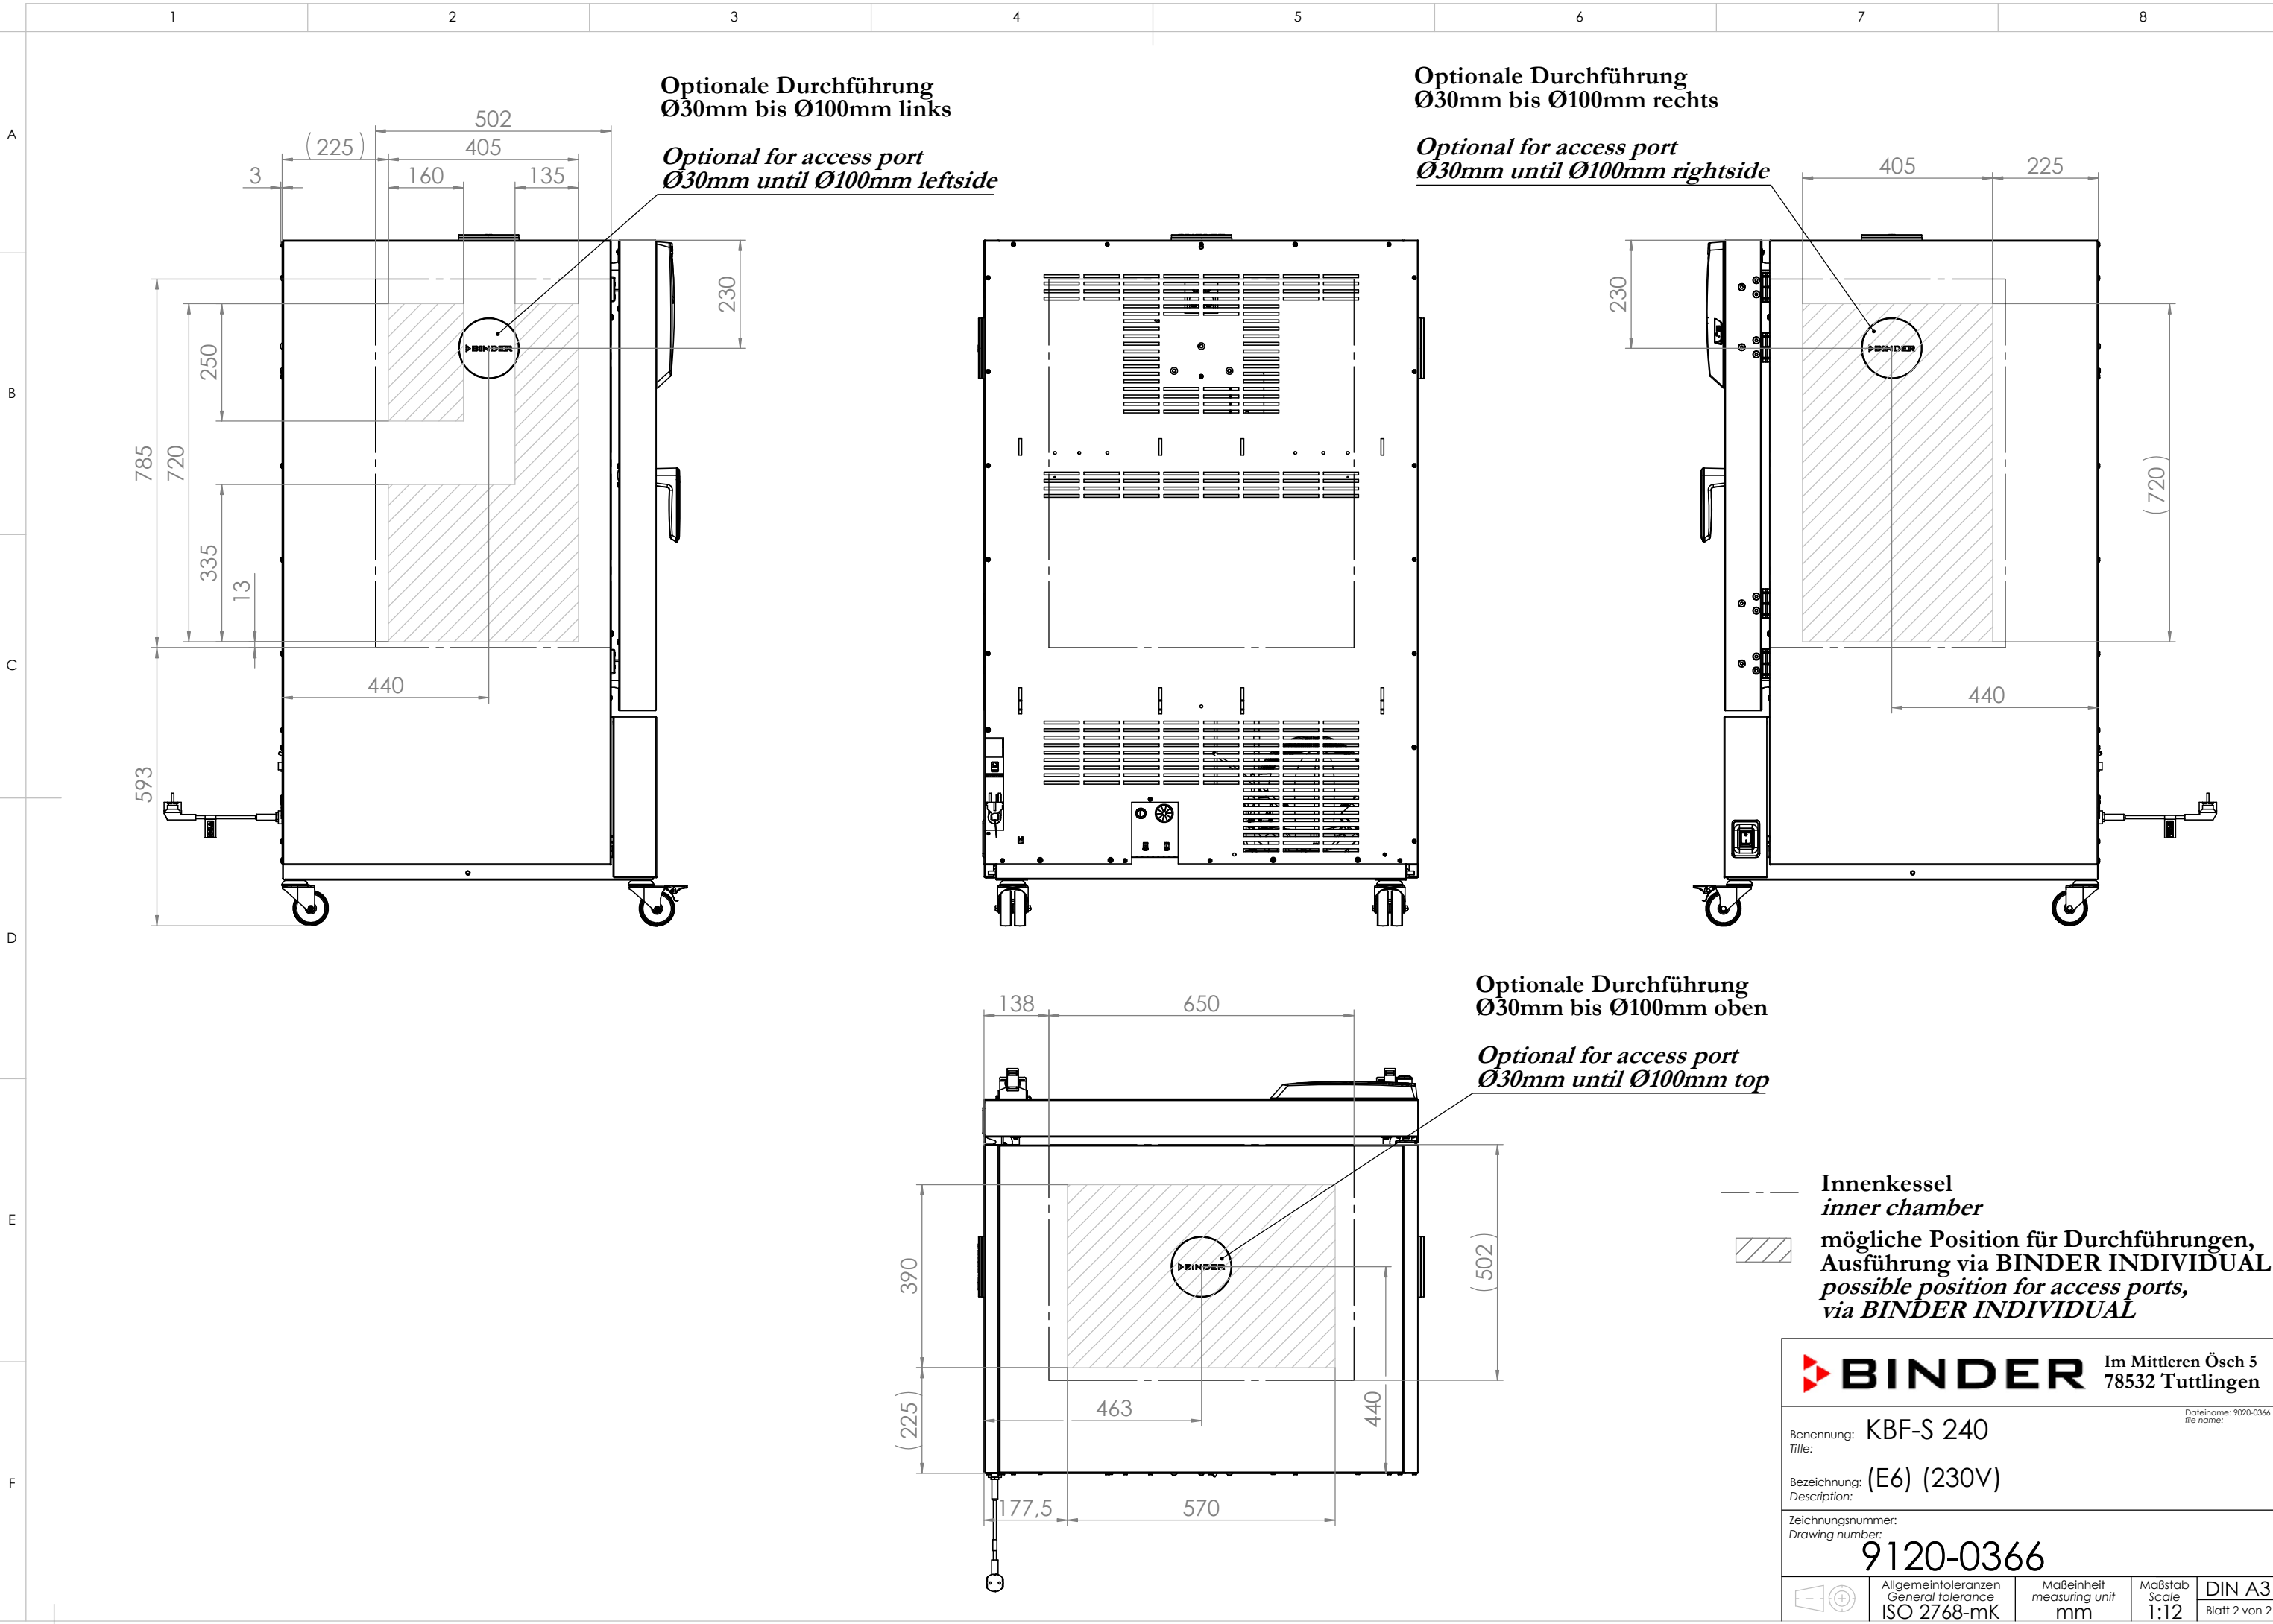 1 2 3 4 5 6 7 8
A
B
C
D
E
F
Optionale Durchführung
Ø30mm bis Ø100mm links
Optional for access port
Ø30mm until Ø100mm leftside
502
(225) 405
3 160 135
230
250
785
720
335
13
440
593
BINDER
Optionale Durchführung
Ø30mm bis Ø100mm rechts
Optional for access port
Ø30mm until Ø100mm rightside
405 225
230
BINDER
(720)
440
Optionale Durchführung
Ø30mm bis Ø100mm oben
Optional for access port
Ø30mm until Ø100mm top
138 650
390
(502)
BINDER
(225)
463
440
177,5 570
Innenkessel
inner chamber
mögliche Position für Durchführungen,
Ausführung via BINDER INDIVIDUAL
possible position for access ports,
via BINDER INDIVIDUAL
BINDER
Im Mittleren Ösch 5
78532 Tuttlingen
Dateiname: 9020-0366
file name:
Benennung: KBF-S 240
Title:
Bezeichnung: (E6) (230V)
Description:
Zeichnungsnummer:
Drawing number:
9120-0366
Allgemeintoleranzen
General tolerance
ISO 2768-mK
Maßeinheit
measuring unit
mm
Maßstab
Scale
1:12
DIN A3
Blatt 2 von 2